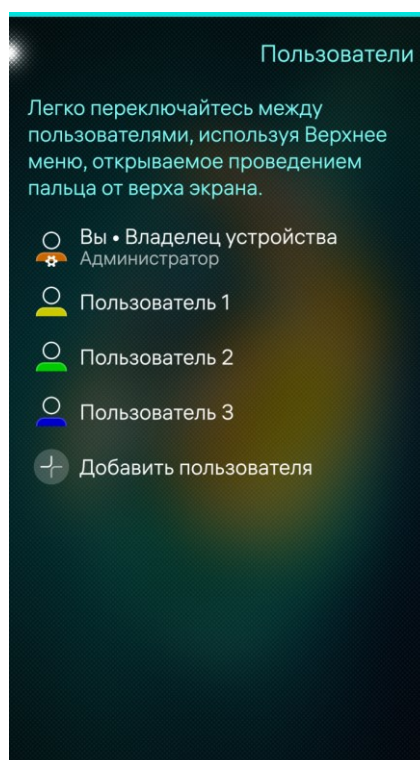 Пользователи
Легко переключайтесь между
пользователями, используя Верхнее
меню, открываемое проведением
пальца от верха экрана.
Вы • Владелец устройства
Администратор
Пользователь 1
Пользователь 2
Пользователь 3
Добавить пользователя